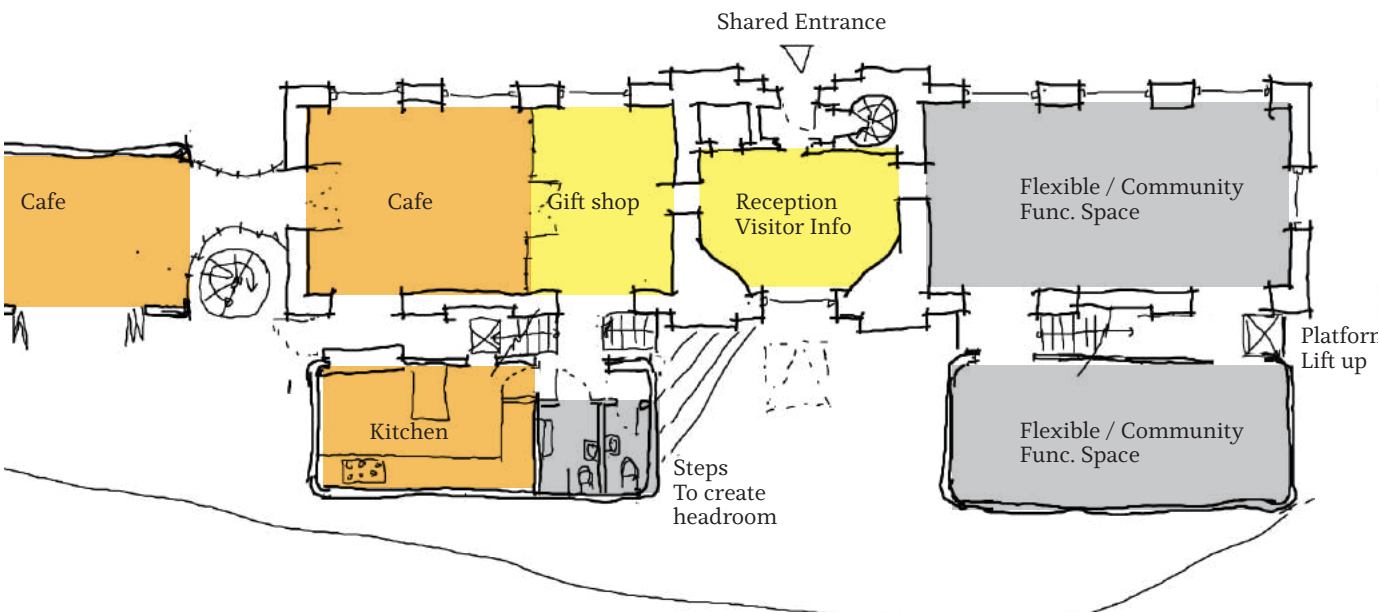 Shared Entrance
Cafe
Cafe
Gift shop
Reception
Visitor Info
Flexible / Community
Func. Space
Platform
Lift up
Kitchen
Flexible / Community
Func. Space
Steps
To create
headroom